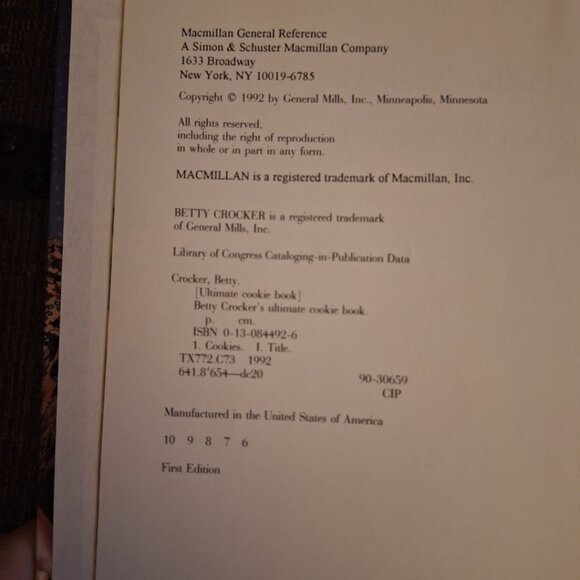 Macmillan General Reference
A Simon & Schuster Macmillan Company
1633 Broadway
New York, NY 10019-6785
Copyright © 1992 by General Mills, Inc., Minneapolis, Minnesota
All rights reserved,
including the right of reproduction
in whole or in part in any form.
MACMILLAN is a registered trademark of Macmillan, Inc.
BETTY CROCKER is a registered trademark
of General Mills, Inc.
Library of Congress Cataloging-in-Publication Data
Crocker, Betty.
[Ultimate cookie book]
Betty Crocker's ultimate cookie book.
p. cm.
ISBN 0-13-084492-6
1. Cookies. I. Title.
TX772.C73 1992
641.8'654—dc20 90-30659
CIP
Manufactured in the United States of America
10 9 8 7 6
First Edition